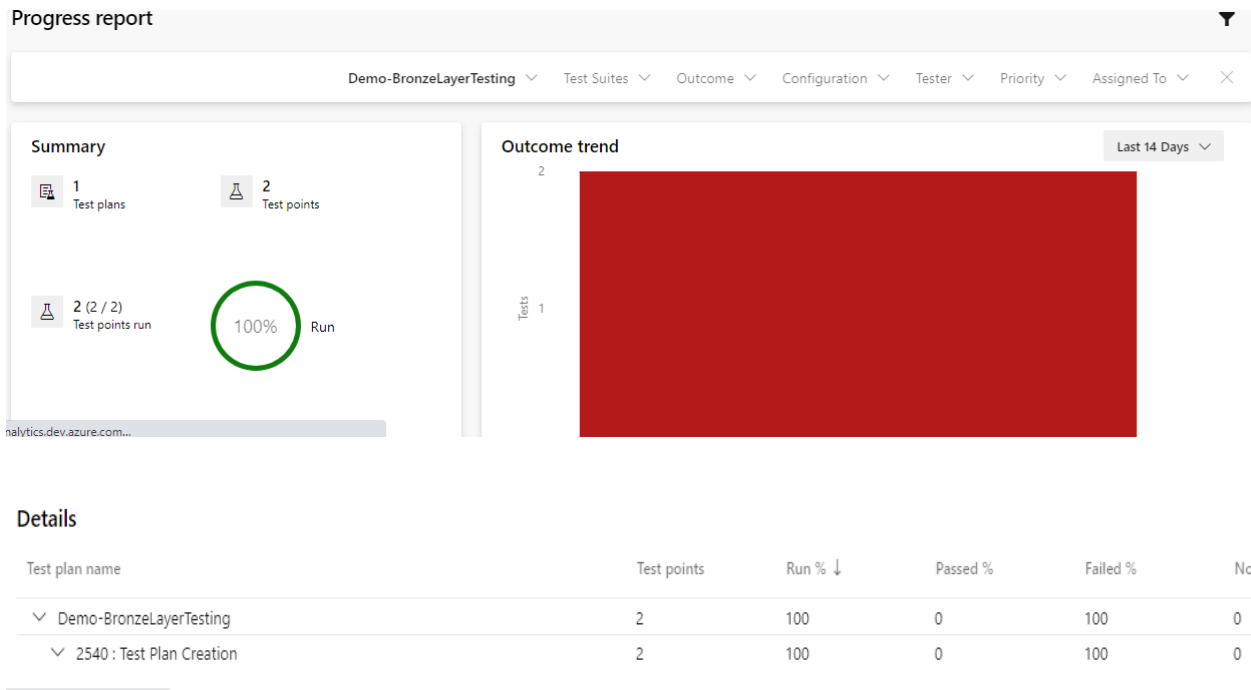 Progress report
Demo-BronzeLayerTesting Test Suites Outcome Configuration Tester Priority Assigned To
Summary
1
Test plans
2
Test points
2 (2 / 2)
Test points run
100%
Run
nalytics.dev.azure.com...
Outcome trend
Last 14 Days
2
Tests
1
Details
Test plan name Test points Run % ↓ Passed % Failed % No
Demo-BronzeLayerTesting 2 100 0 100 0
2540 : Test Plan Creation 2 100 0 100 0